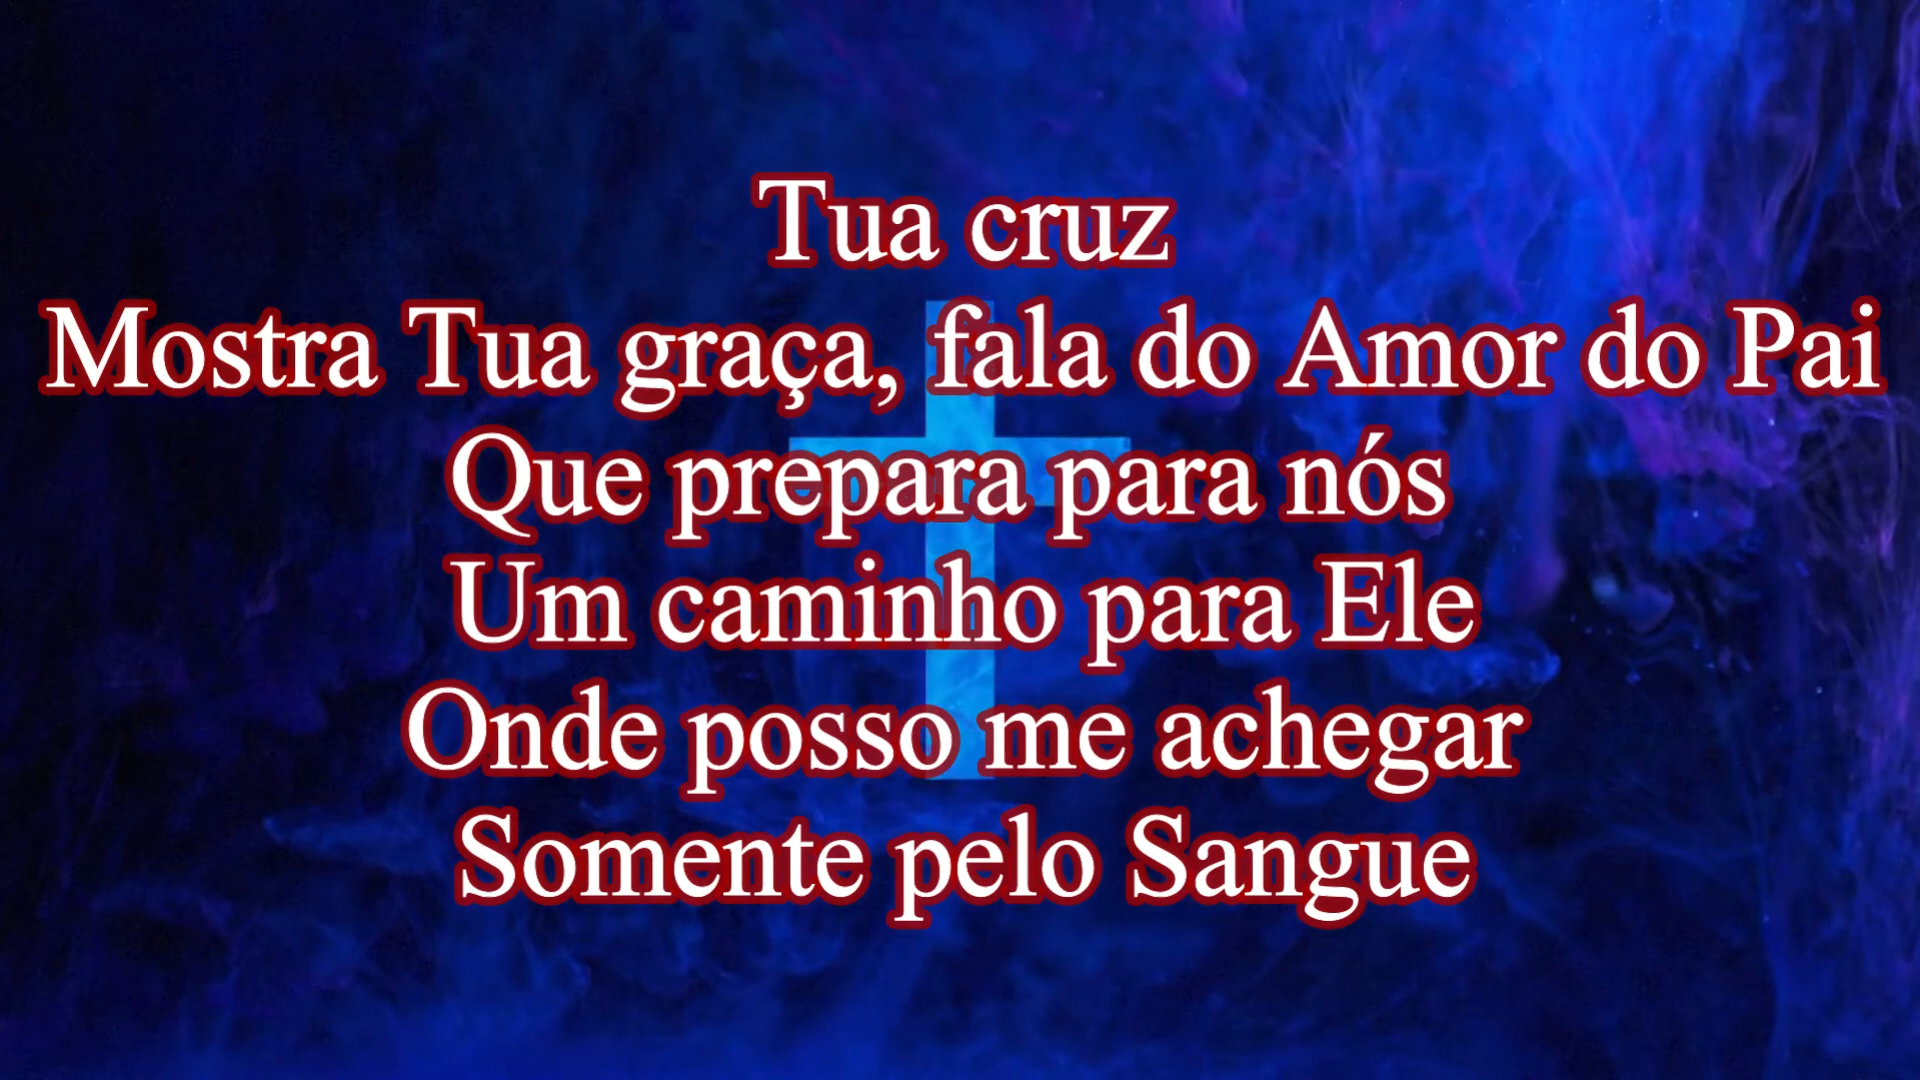 Tua cruz
Mostra Tua graça, fala do Amor do Pai
Que prepara para nós
Um caminho para Ele
Onde posso me achegar
Somente pelo Sangue